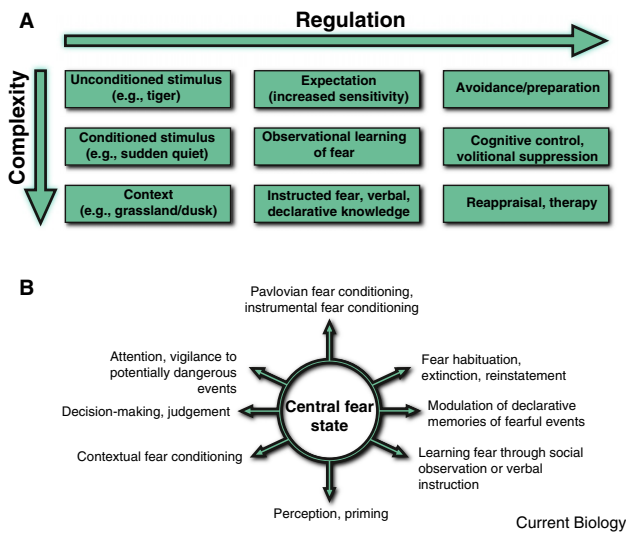 A
Regulation
Complexity
Unconditioned stimulus
(e.g., tiger)
Expectation
(increased sensitivity)
Avoidance/preparation
Conditioned stimulus
(e.g., sudden quiet)
Observational learning
of fear
Cognitive control,
volitional suppression
Context
(e.g., grassland/dusk)
Instructed fear, verbal,
declarative knowledge
Reappraisal, therapy
B
Pavlovian fear conditioning,
instrumental fear conditioning
Attention, vigilance to
potentially dangerous
events
Fear habituation,
extinction, reinstatement
Decision-making, judgement
Central fear
state
Modulation of declarative
memories of fearful events
Contextual fear conditioning
Learning fear through social
observation or verbal
instruction
Perception, priming
Current Biology